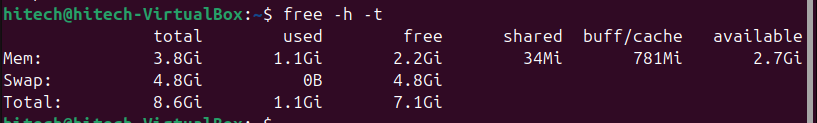 hitech@hitech-VirtualBox:~$ free -h -t
               total        used        free      shared  buff/cache   available
Mem:           3.8Gi       1.1Gi       2.2Gi        34Mi       781Mi       2.7Gi
Swap:          4.8Gi          0B       4.8Gi
Total:         8.6Gi       1.1Gi       7.1Gi
hitech@hitech-VirtualBox:~$